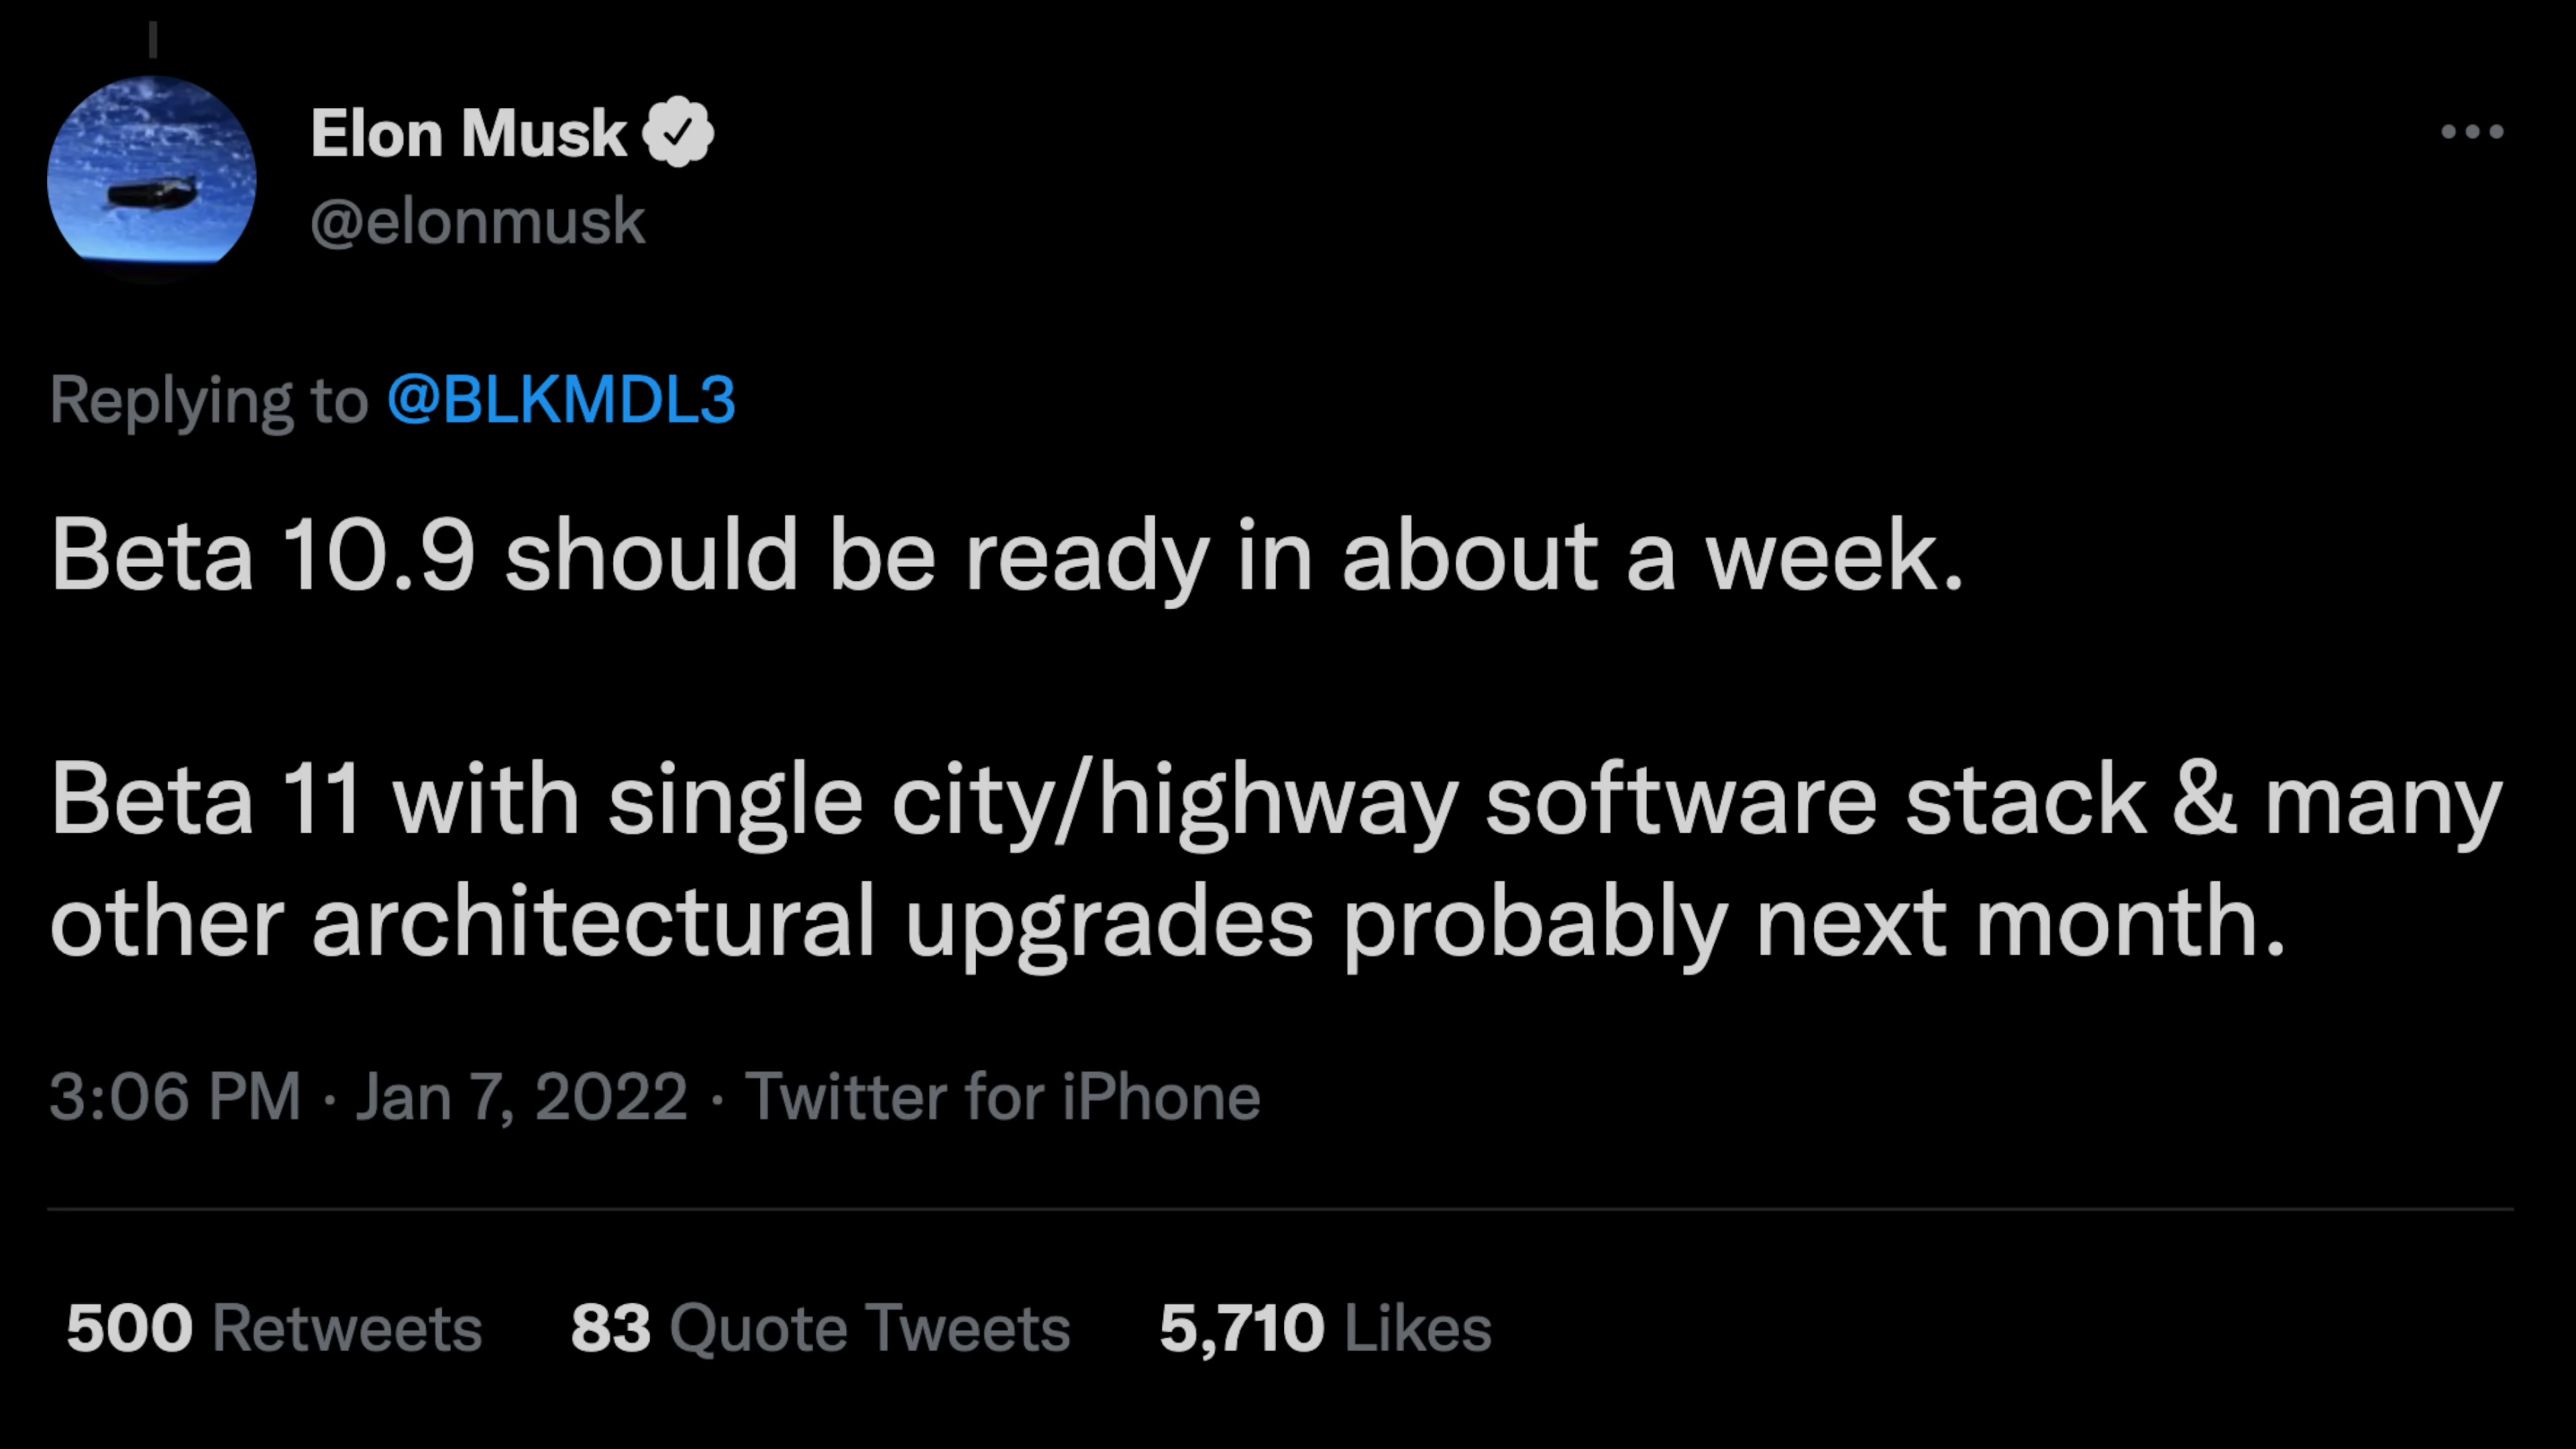 Elon Musk
@elonmusk
Replying to @BLKMDL3
Beta 10.9 should be ready in about a week.
Beta 11 with single city/highway software stack & many
other architectural upgrades probably next month.
3:06 PM · Jan 7, 2022 · Twitter for iPhone
500 Retweets 83 Quote Tweets 5,710 Likes